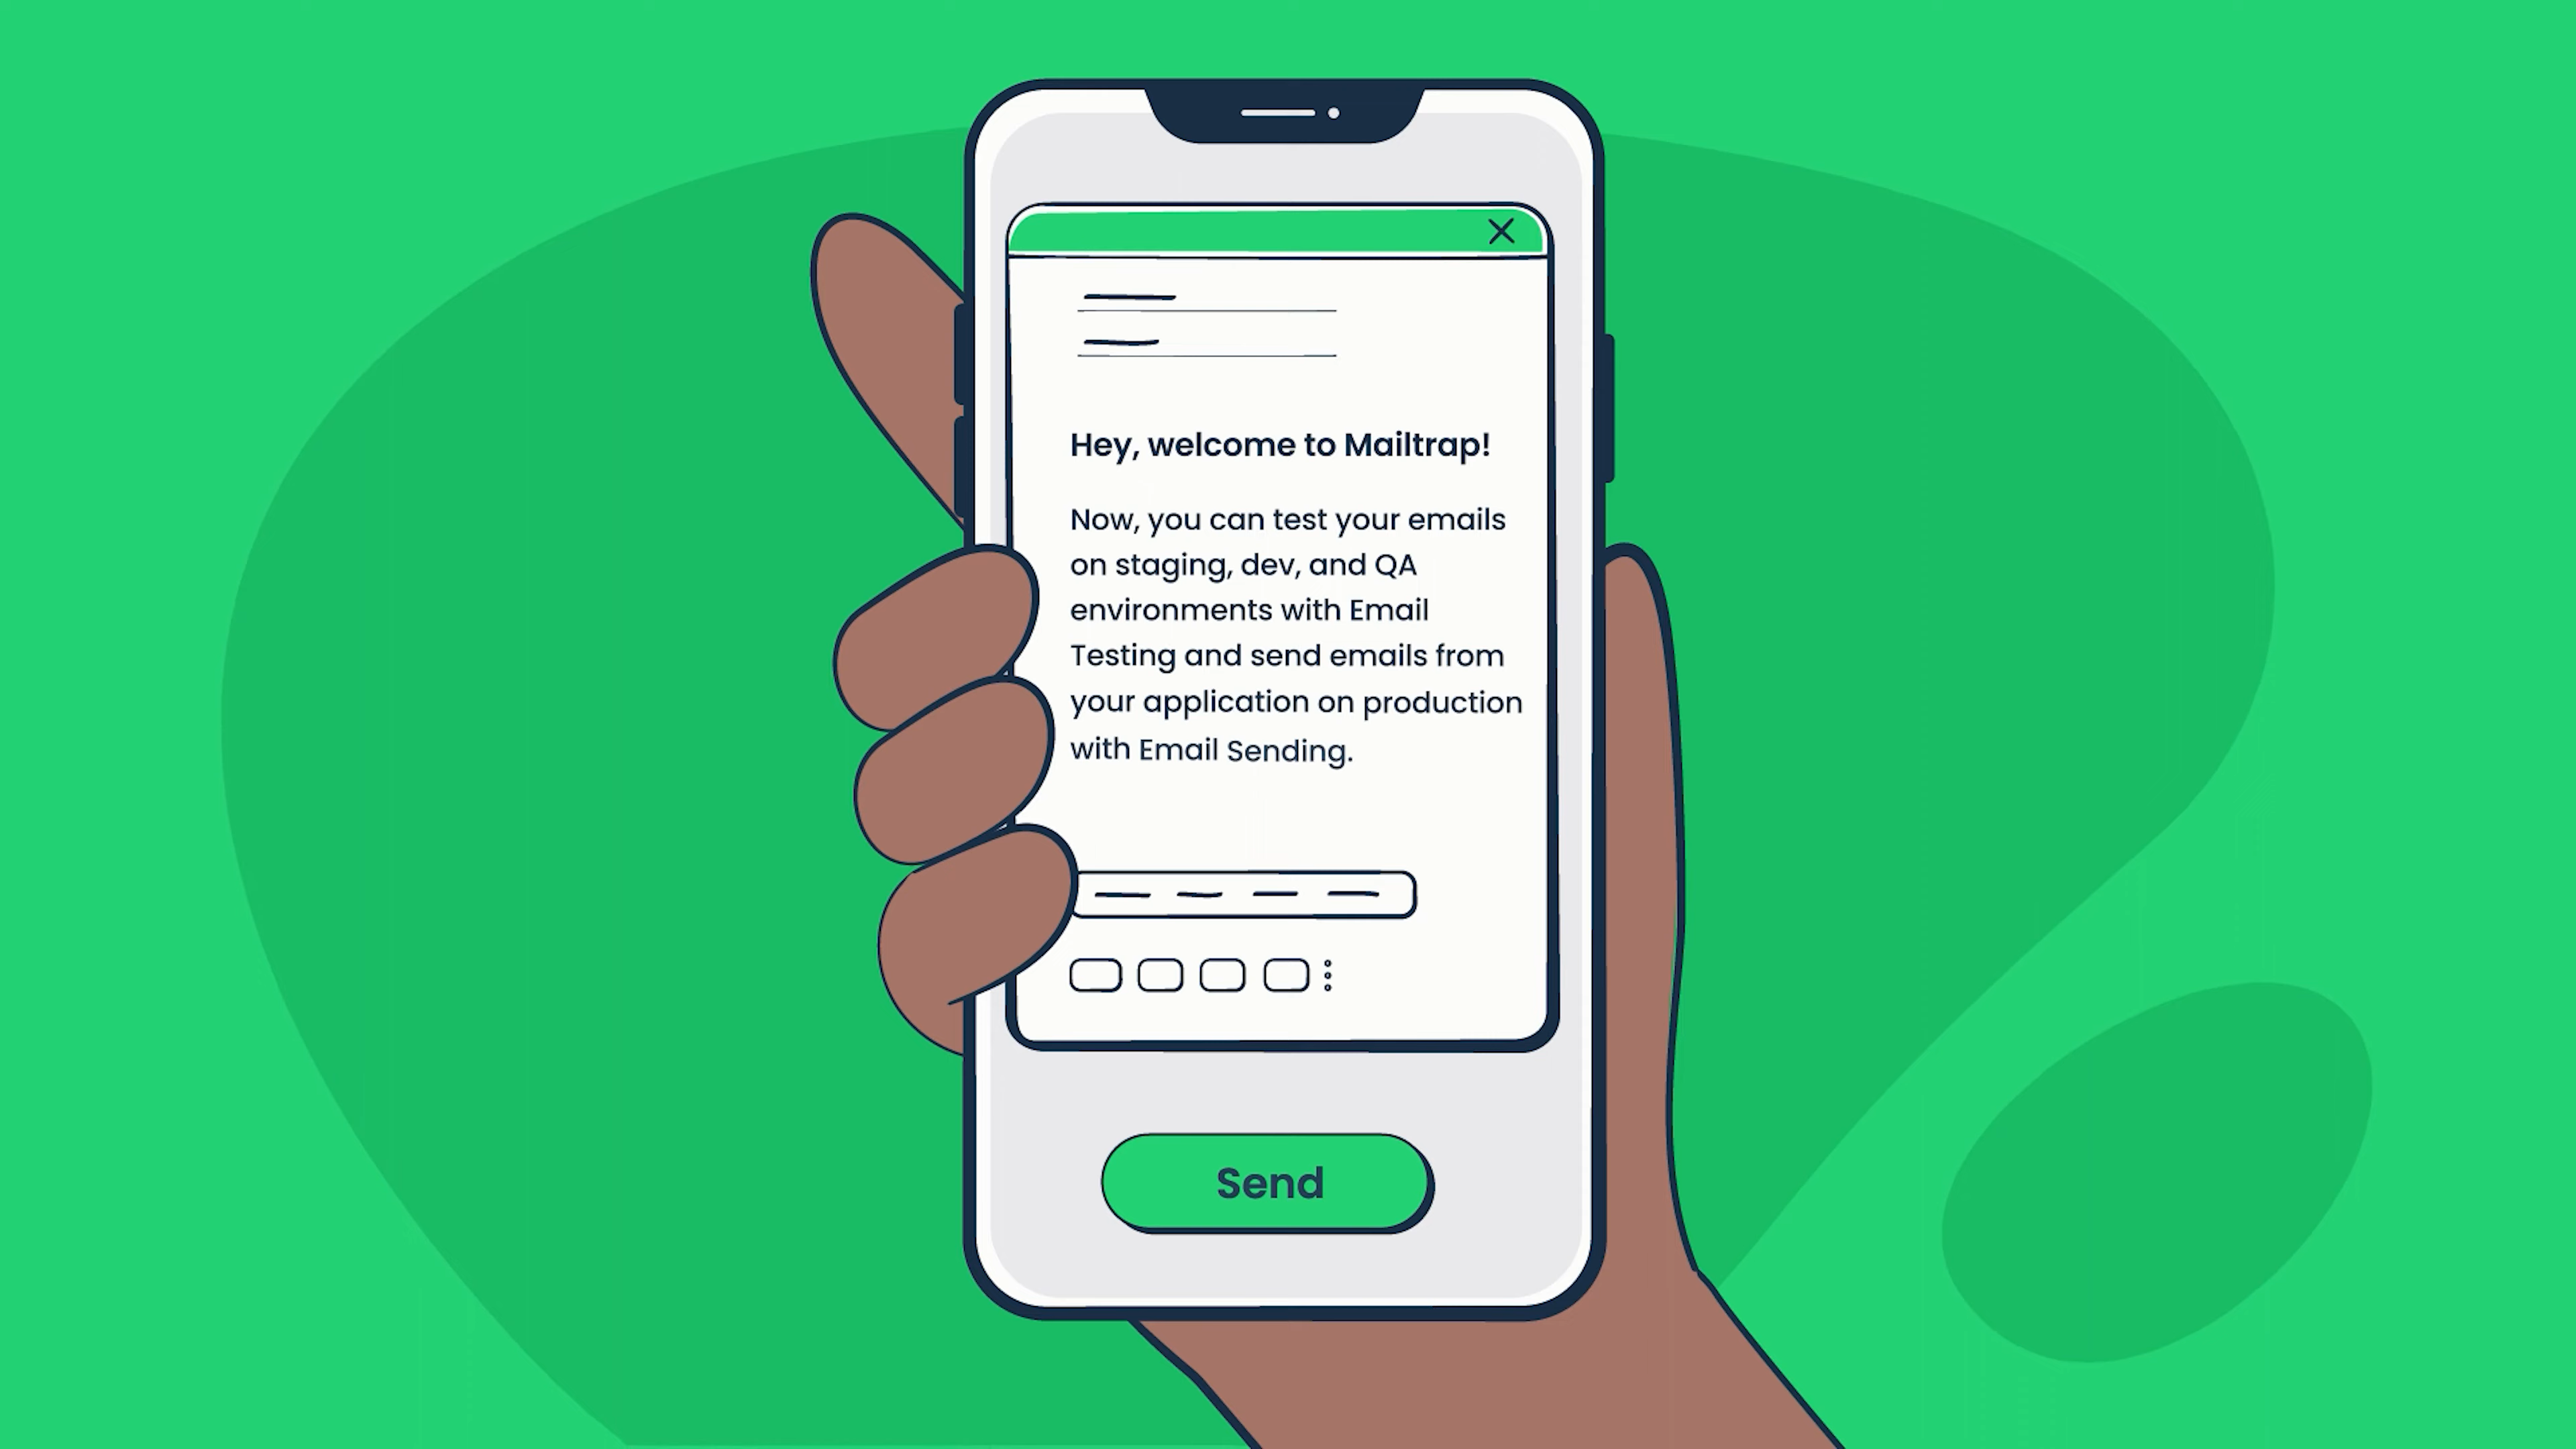 Hey, welcome to Mailtrap!
Now, you can test your emails
on staging, dev, and QA
environments with Email
Testing and send emails from
your application on production
with Email Sending.
Send